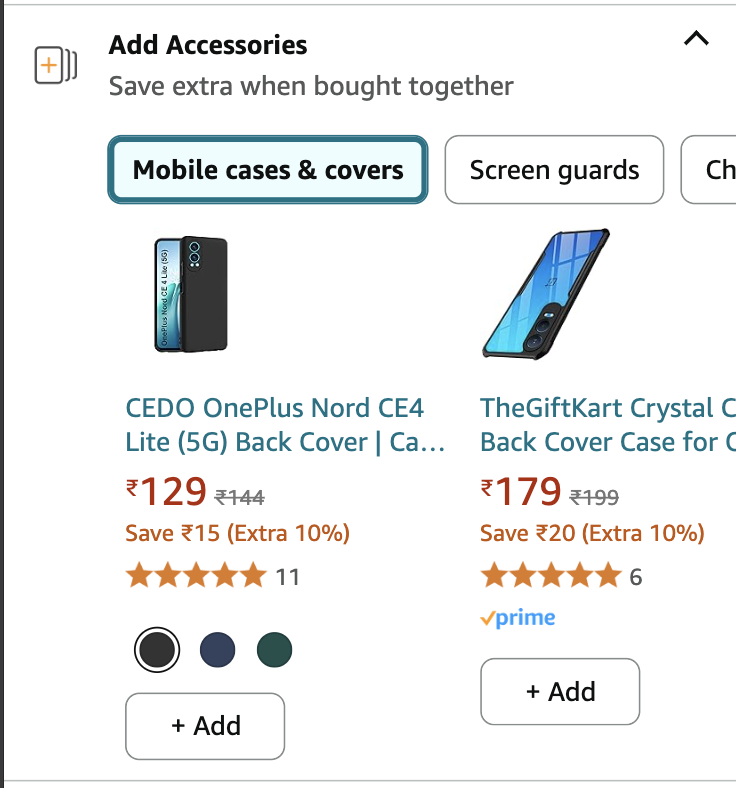 Add Accessories
Save extra when bought together
Mobile cases & covers
Screen guards
Ch
OnePlus Nord CE 4 Lite (5G)
CEDO OnePlus Nord CE4
Lite (5G) Back Cover | Ca...
₹129 ₹144
Save ₹15 (Extra 10%)
11
+ Add
TheGiftKart Crystal C
Back Cover Case for O
₹179 ₹199
Save ₹20 (Extra 10%)
6
prime
+ Add